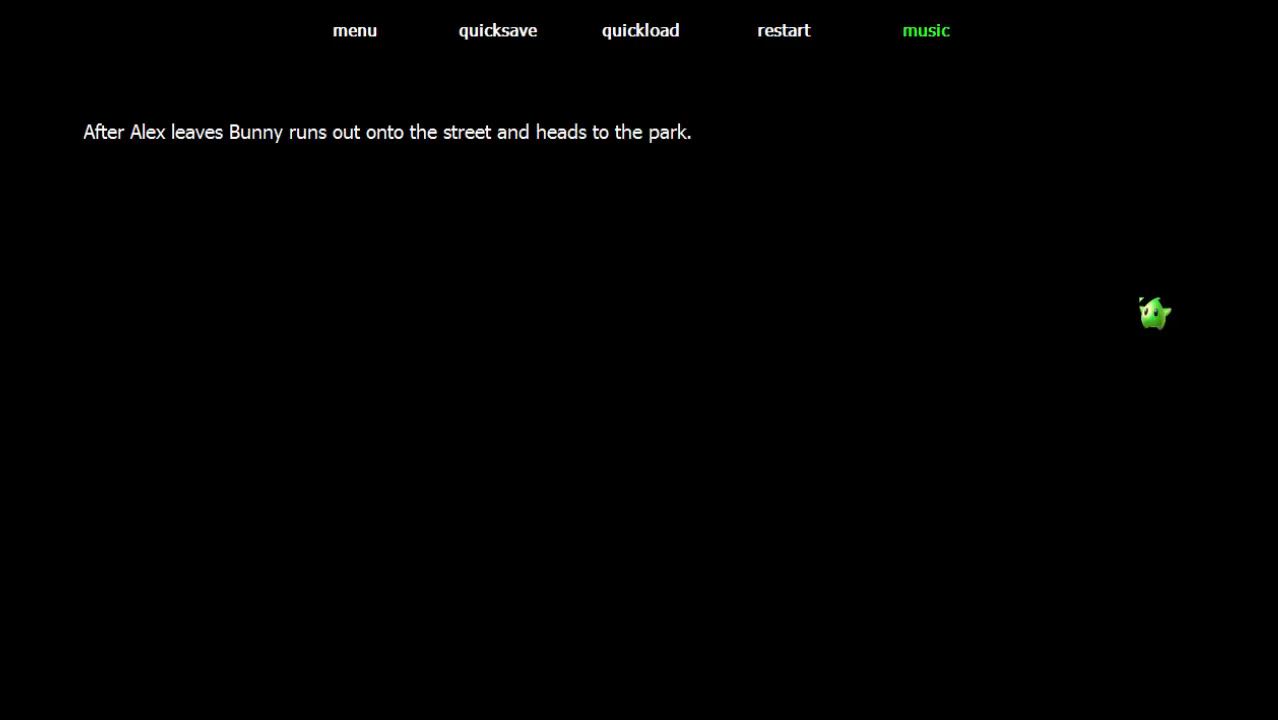 menu quicksave quickload restart music
After Alex leaves Bunny runs out onto the street and heads to the park.